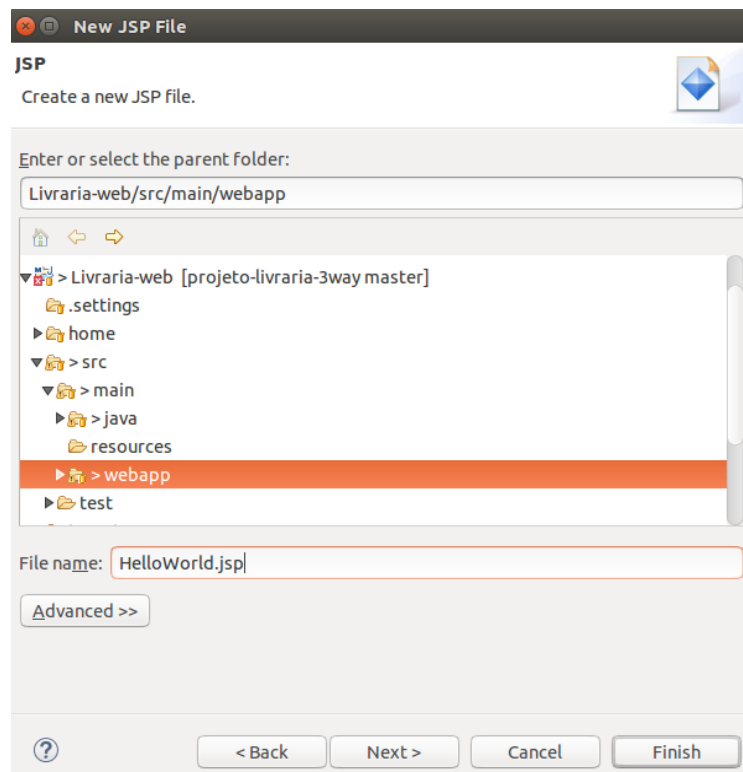 New JSP File
JSP
Create a new JSP file.
Enter or select the parent folder:
Livraria-web/src/main/webapp
> Livraria-web [projeto-livraria-3way master]
.settings
home
> src
> main
> java
resources
> webapp
test
File name: HelloWorld.jsp
Advanced >>
? < Back Next > Cancel Finish